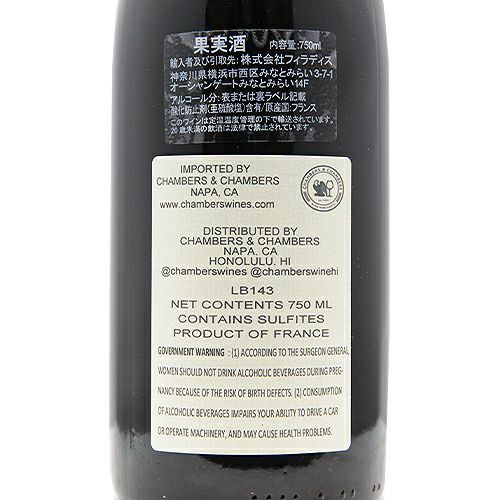 果実酒 内容量:750ml
輸入者及び引取先: 株式会社フィラディス
神奈川県横浜市西区みなとみらい3-7-1
オーシャンゲートみなとみらい14F
アルコール分: 表または裏ラベル記載
酸化防止剤(亜硫酸塩)含有/原産国:フランス
このワインは定温温度管理の下で輸送されています。
20歳未満の飲酒は法律で禁止されています。
IMPORTED BY
CHAMBERS & CHAMBERS
NAPA, CA
www.chamberswines.com
CHAMBERS & CHAMBERS
DISTRIBUTED BY
CHAMBERS & CHAMBERS
NAPA, CA
HONOLULU, HI
@chamberswines @chamberswinehi
LB143
NET CONTENTS 750 ML
CONTAINS SULFITES
PRODUCT OF FRANCE
GOVERNMENT WARNING : (1) ACCORDING TO THE SURGEON GENERAL,
WOMEN SHOULD NOT DRINK ALCOHOLIC BEVERAGES DURING PREG-
NANCY BECAUSE OF THE RISK OF BIRTH DEFECTS. (2) CONSUMPTION
OF ALCOHOLIC BEVERAGES IMPAIRS YOUR ABILITY TO DRIVE A CAR
OR OPERATE MACHINERY, AND MAY CAUSE HEALTH PROBLEMS.